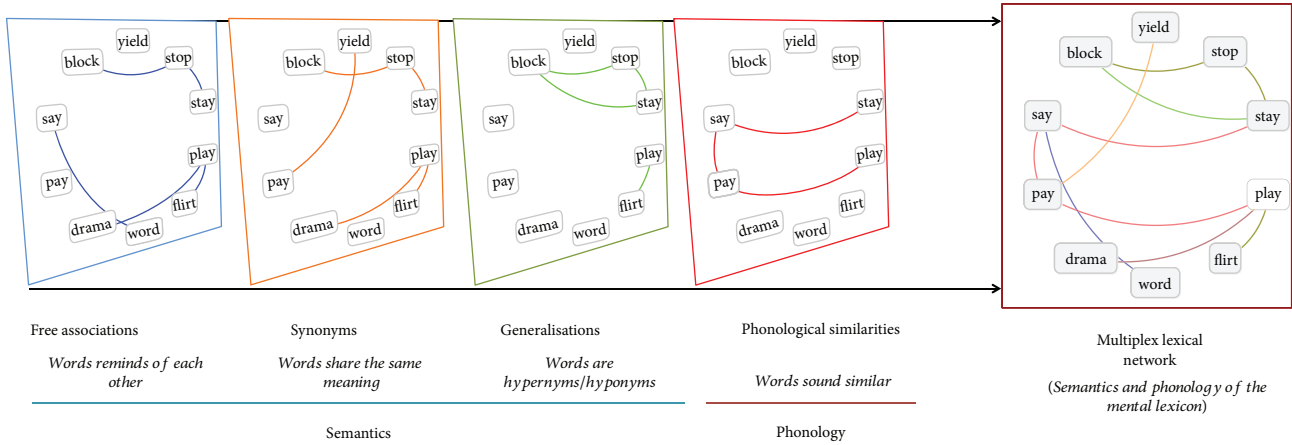 yield
block
stop
stay
say
play
pay
flirt
drama
word
yield
block
stop
stay
say
play
pay
flirt
drama
word
yield
block
stop
stay
say
play
pay
flirt
drama
word
yield
block
stop
stay
say
play
pay
flirt
drama
word
yield
block
stop
say
stay
pay
play
drama
flirt
word
Free associations
Words reminds of each
other
Synonyms
Words share the same
meaning
Generalisations
Words are
hypernyms/hyponyms
Semantics
Phonological similarities
Words sound similar
Phonology
Multiplex lexical
network
(Semantics and phonology of the
mental lexicon)